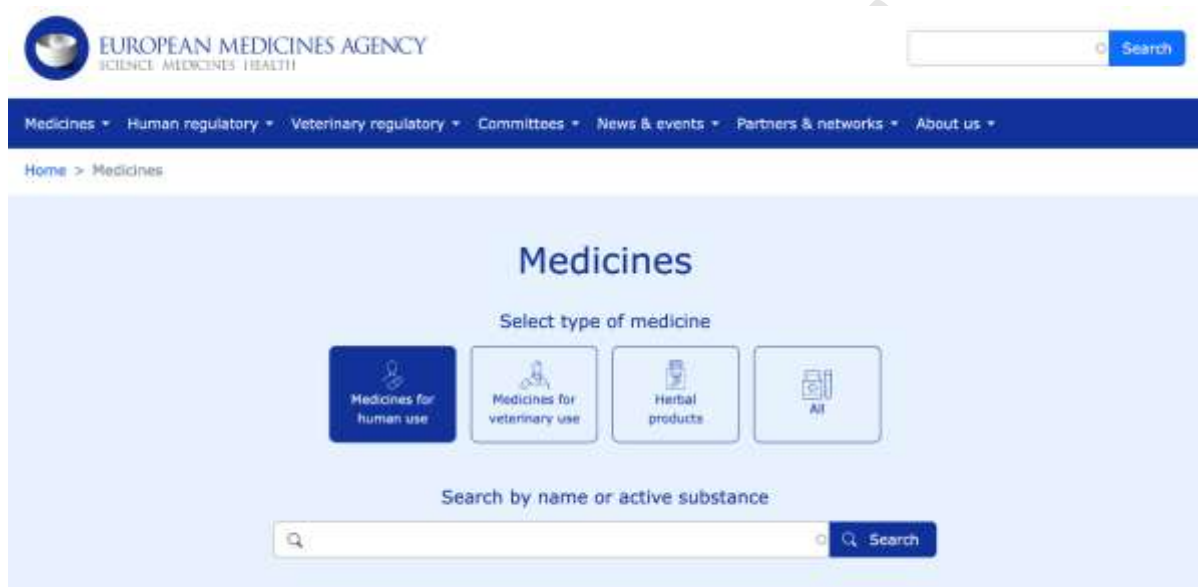 EUROPEAN MEDICINES AGENCY
SCIENCE MEDICINES HEALTH
Search
Medicines Human regulatory Veterinary regulatory Committees News & events Partners & networks About us
Home > Medicines
Medicines
Select type of medicine
Medicines for human use
Medicines for veterinary use
Herbal products
All
Search by name or active substance
Search